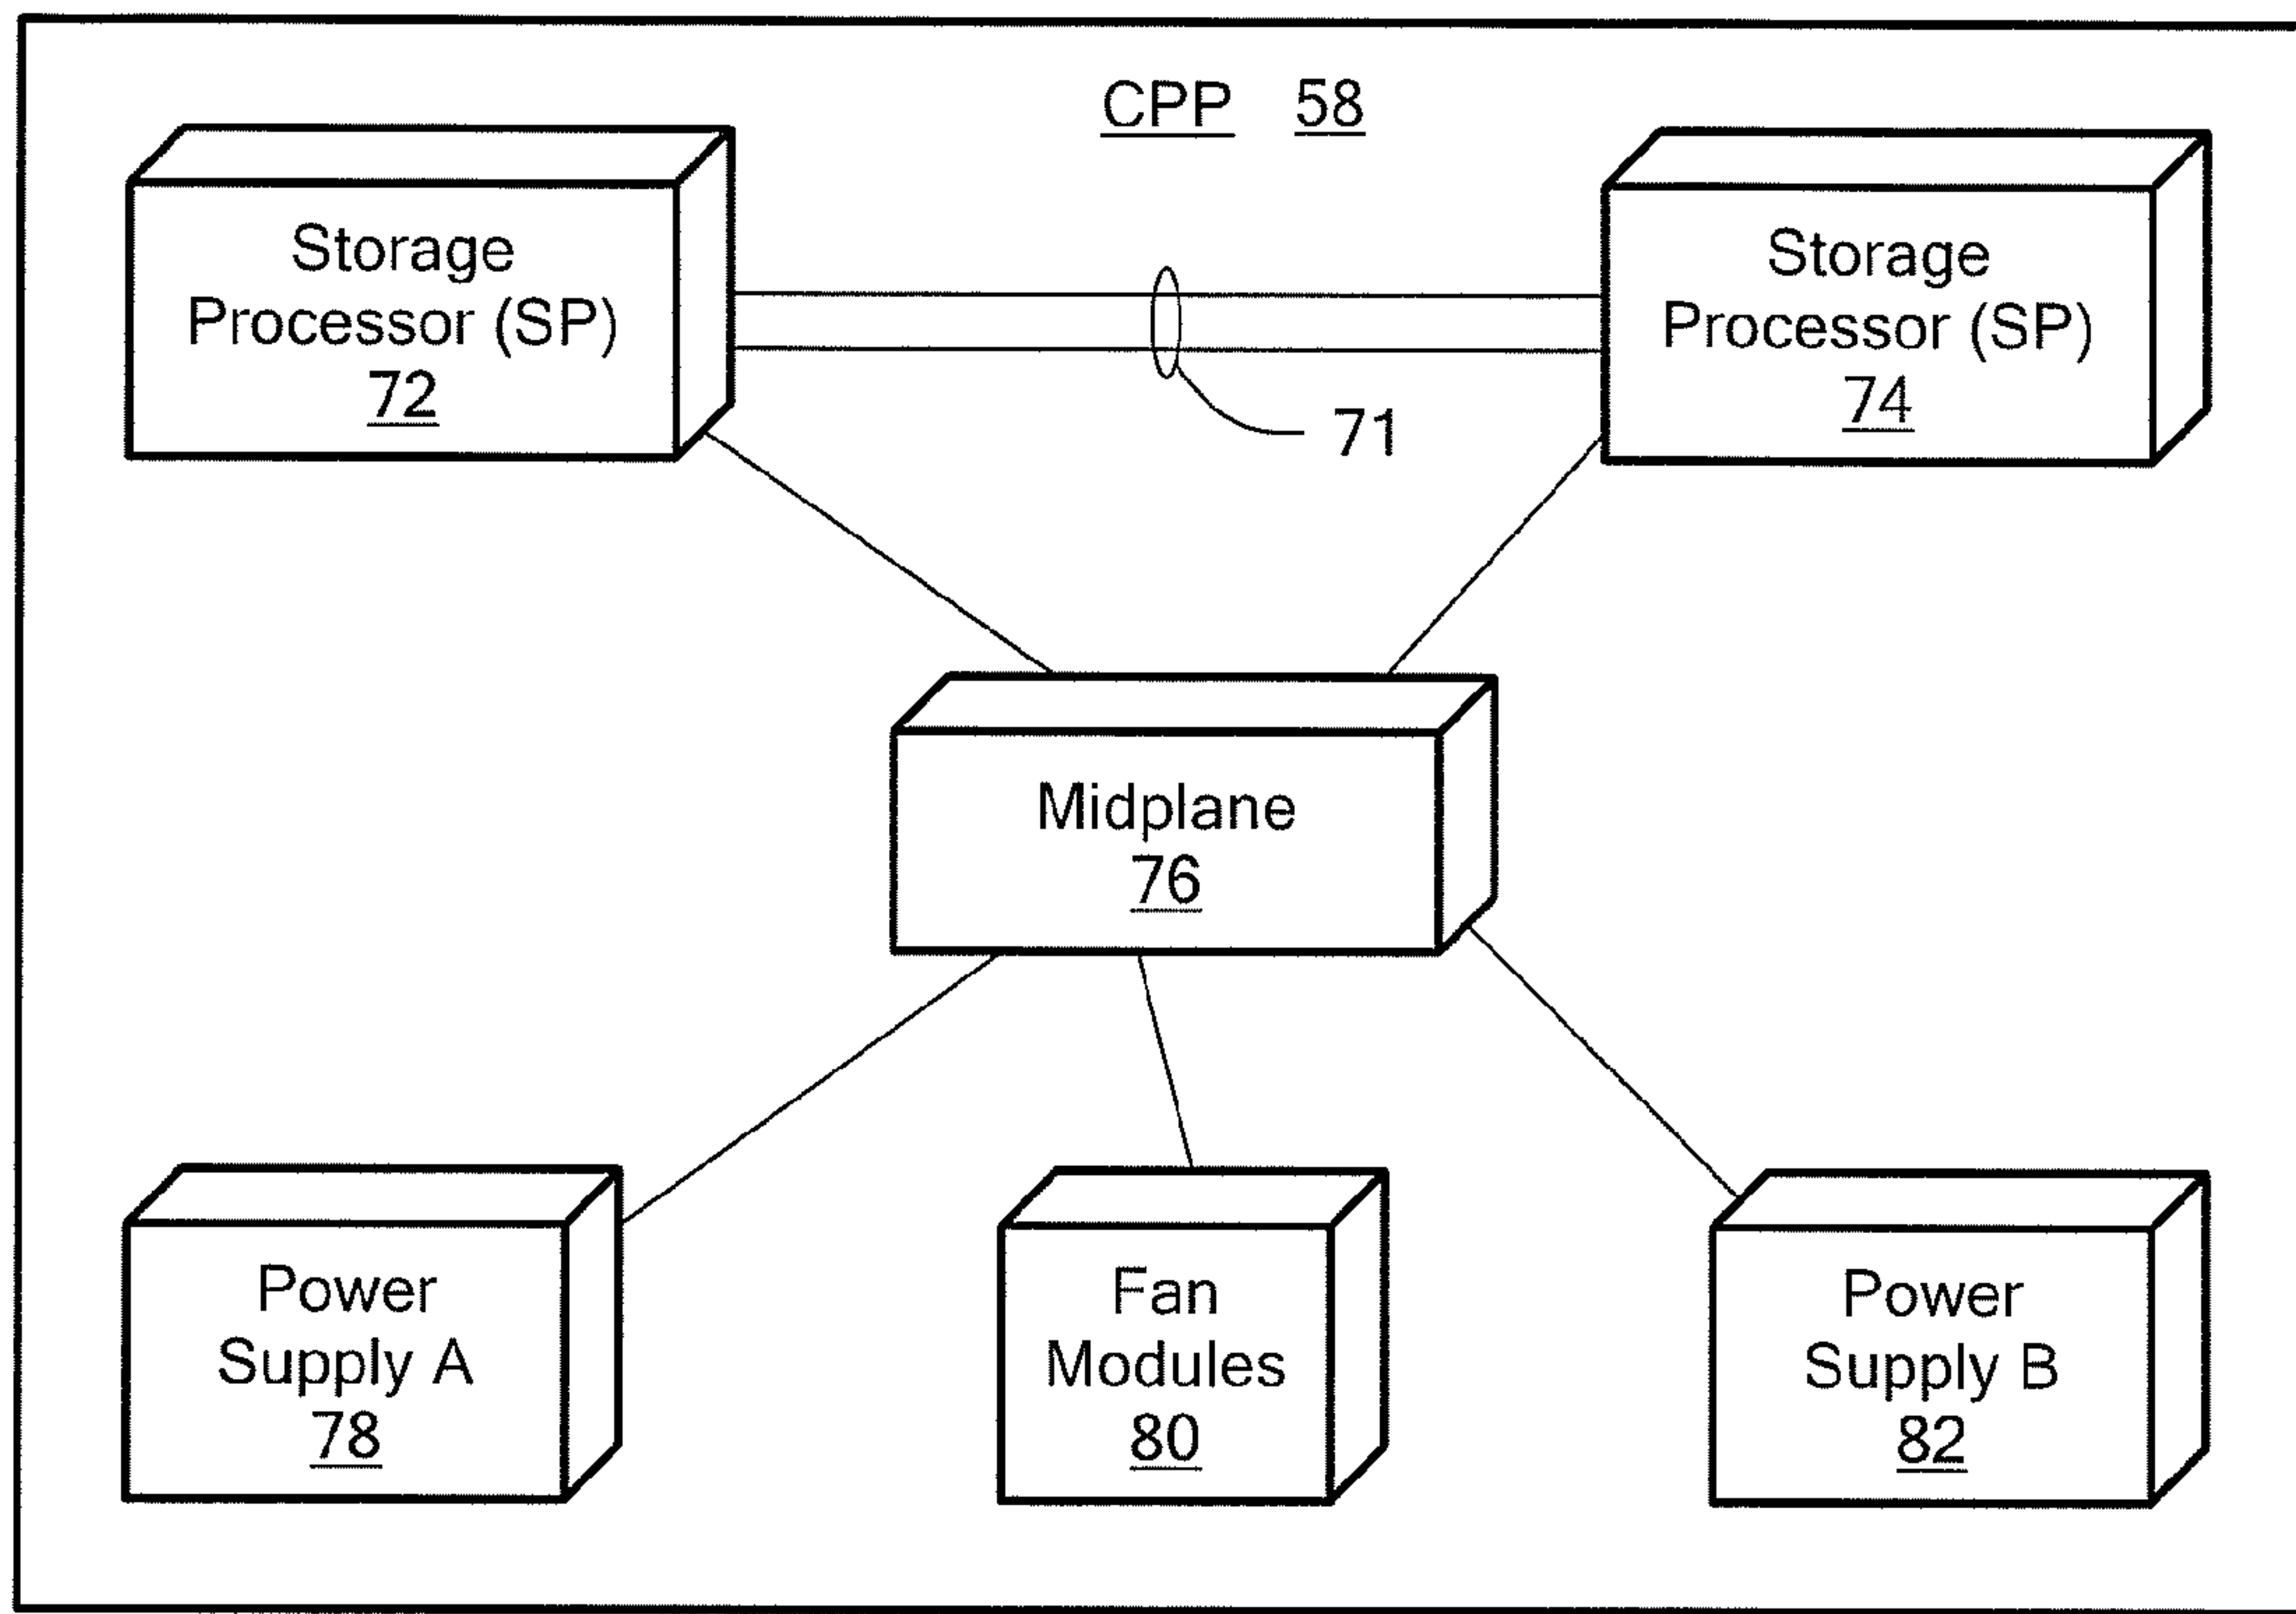 CPP 58
Storage
Processor (SP)
72
Storage
Processor (SP)
74
71
Midplane
76
Power
Supply A
78
Fan
Modules
80
Power
Supply B
82